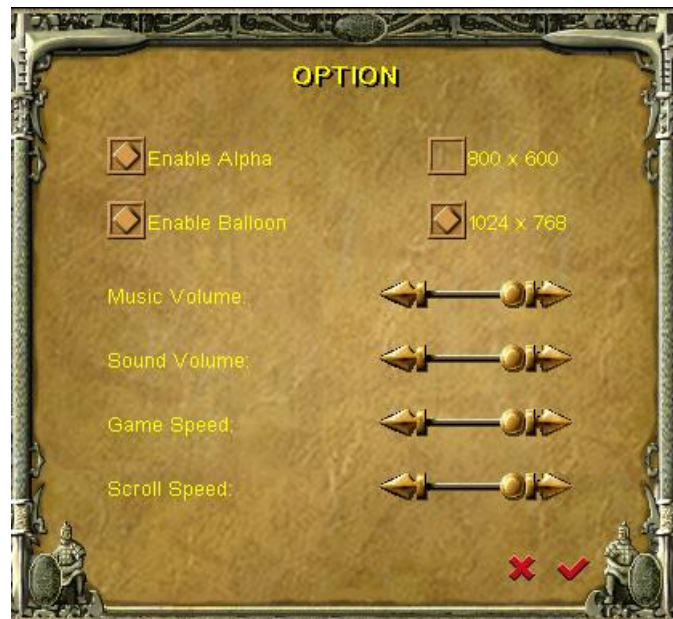 OPTION
Enable Alpha 800 x 600
Enable Balloon 1024 x 768
Music Volume:
Sound Volume:
Game Speed:
Scroll Speed: